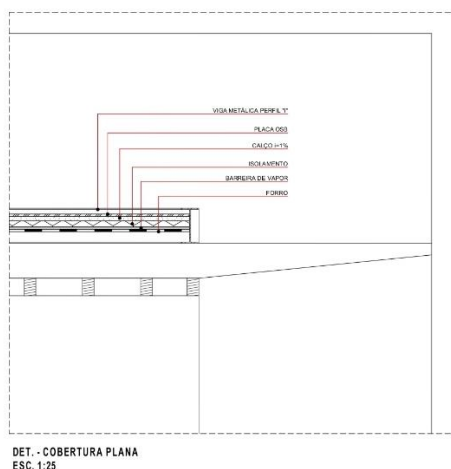 VIGA METÁLICA PERFIL "I"
PLACA OSB
CALÇO i=1%
ISOLAMENTO
BARREIRA DE VAPOR
FORRO
DET. - COBERTURA PLANA
ESC. 1:25